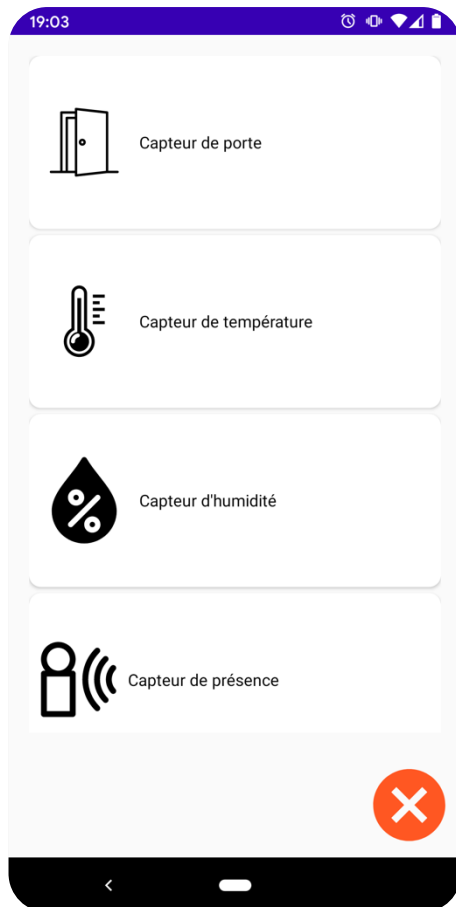 19:03
Capteur de porte
Capteur de température
Capteur d'humidité
Capteur de présence